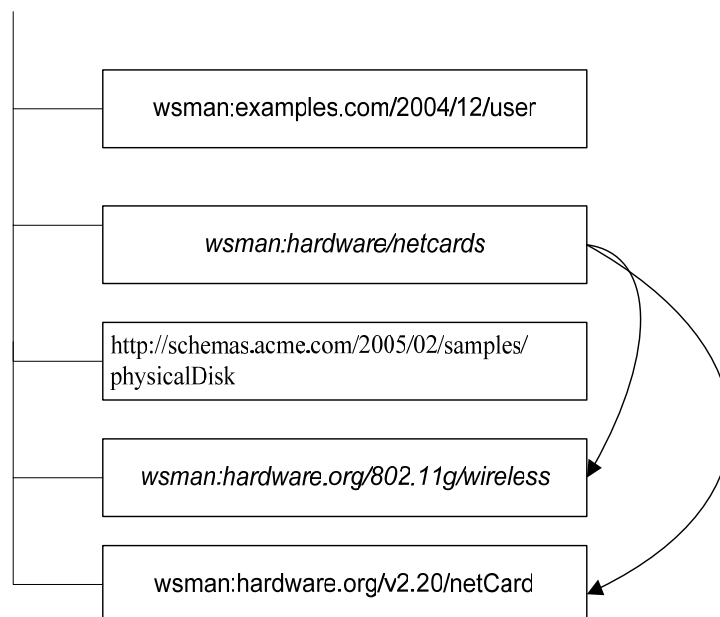 wsman:examples.com/2004/12/user
wsman:hardware/netcards
http://schemas.acme.com/2005/02/samples/
physicalDisk
wsman:hardware.org/802.11g/wireless
wsman:hardware.org/v2.20/netCard